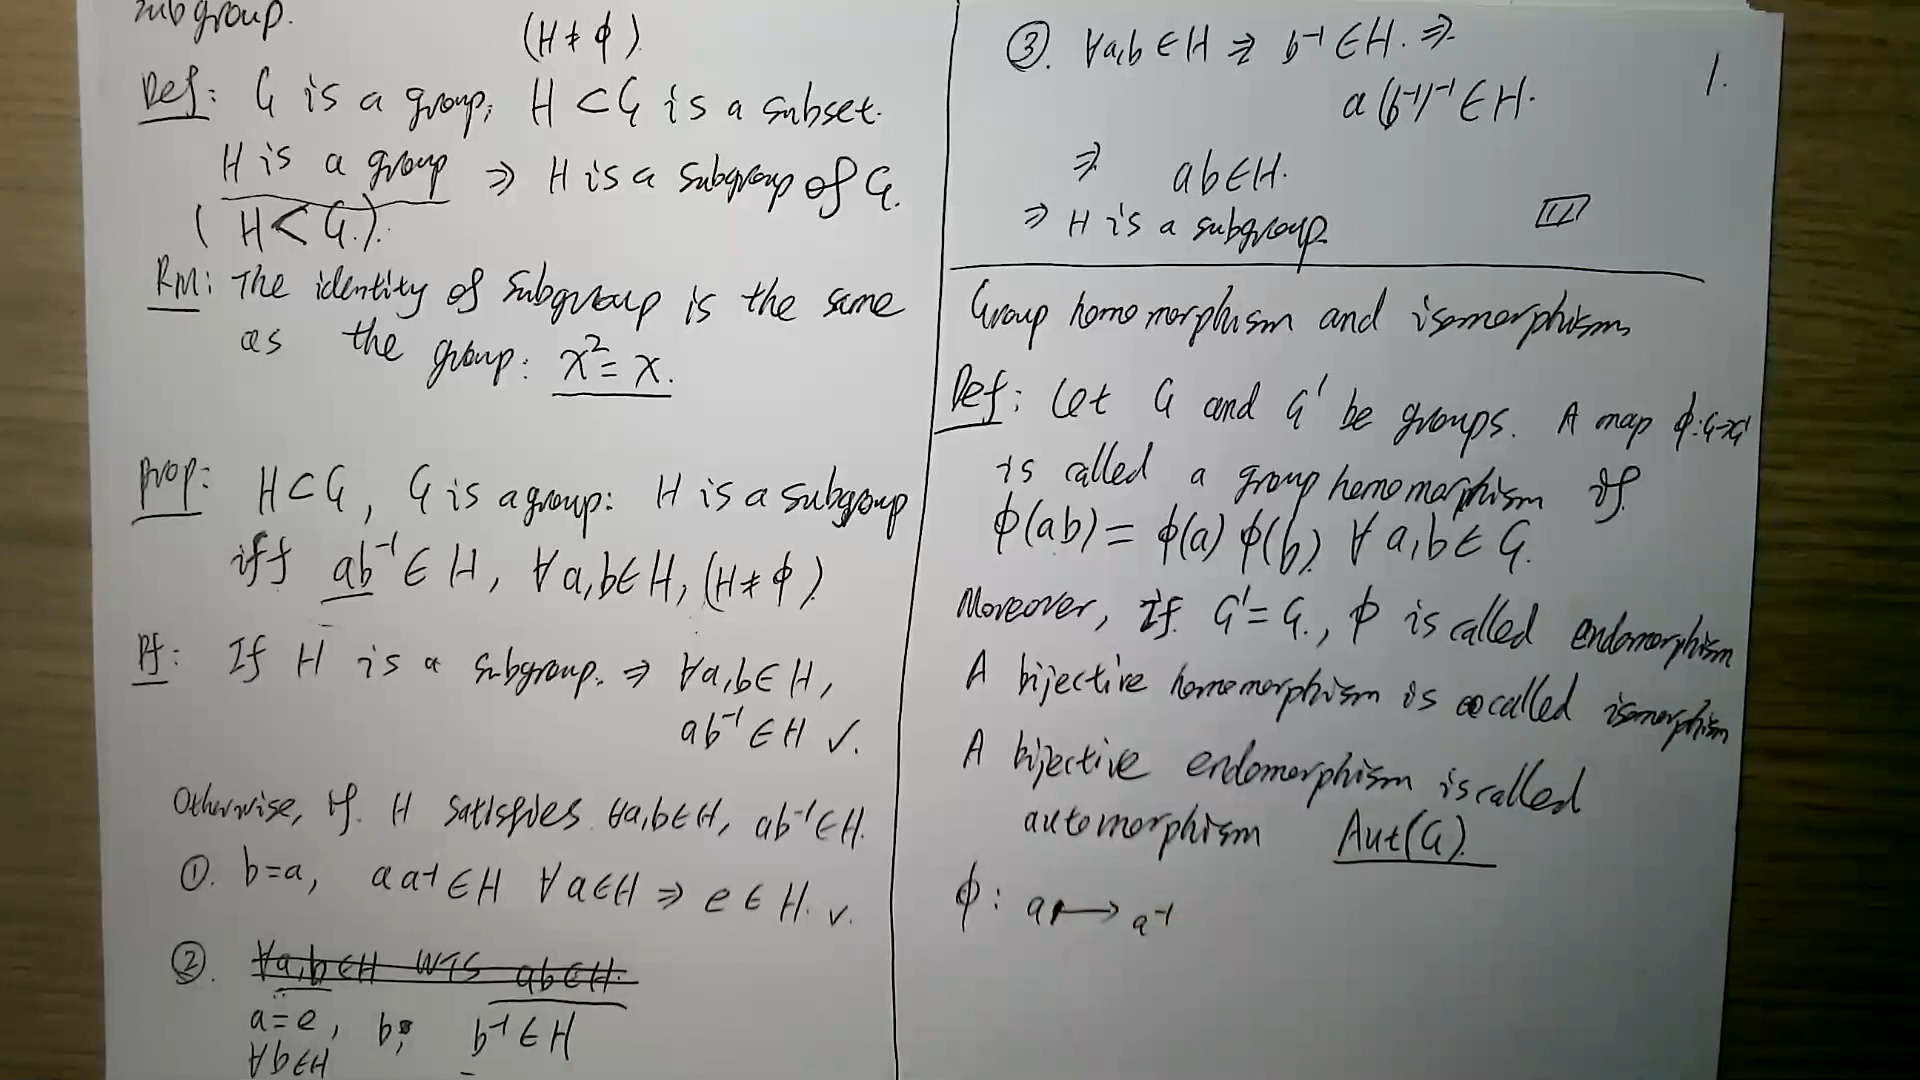 subgroup.
(H ≠ ϕ).
Def: G is a group, H ⊂ G is a subset.
H is a group ⇒ H is a subgroup of G.
( H < G.).
RM: The identity of subgroup is the same
as the group: x² = x.
prop: H ⊂ G, G is a group: H is a subgroup
iff ab⁻¹ ∈ H, ∀ a,b ∈ H, (H ≠ ϕ).
Pf: If H is a subgroup. ⇒ ∀a,b ∈ H,
ab⁻¹ ∈ H ✓.
Otherwise, if H satisfies ∀a,b∈H, ab⁻¹ ∈ H.
①. b=a, aa⁻¹ ∈ H ∀a∈H ⇒ e ∈ H. ✓.
②. ∀a,b ∈ H WTS ab ∈ H.
a = e, b; b⁻¹ ∈ H
∀b∈H
③. ∀a,b ∈ H ⇒ b⁻¹ ∈ H. ⇒
a(b⁻¹)⁻¹ ∈ H.
⇒ ab∈H.
⇒ H is a subgroup.
1.
Group homomorphism and isomorphism
Def: Let G and G' be groups. A map ϕ:G→G'
is called a group homomorphism if
ϕ(ab) = ϕ(a) ϕ(b) ∀ a,b ∈ G.
Moreover, If G' = G., ϕ is called endomorphism
A bijective homomorphism is called isomorphism
A bijective endomorphism is called
automorphism Aut(G).
ϕ: a ⟼ a⁻¹